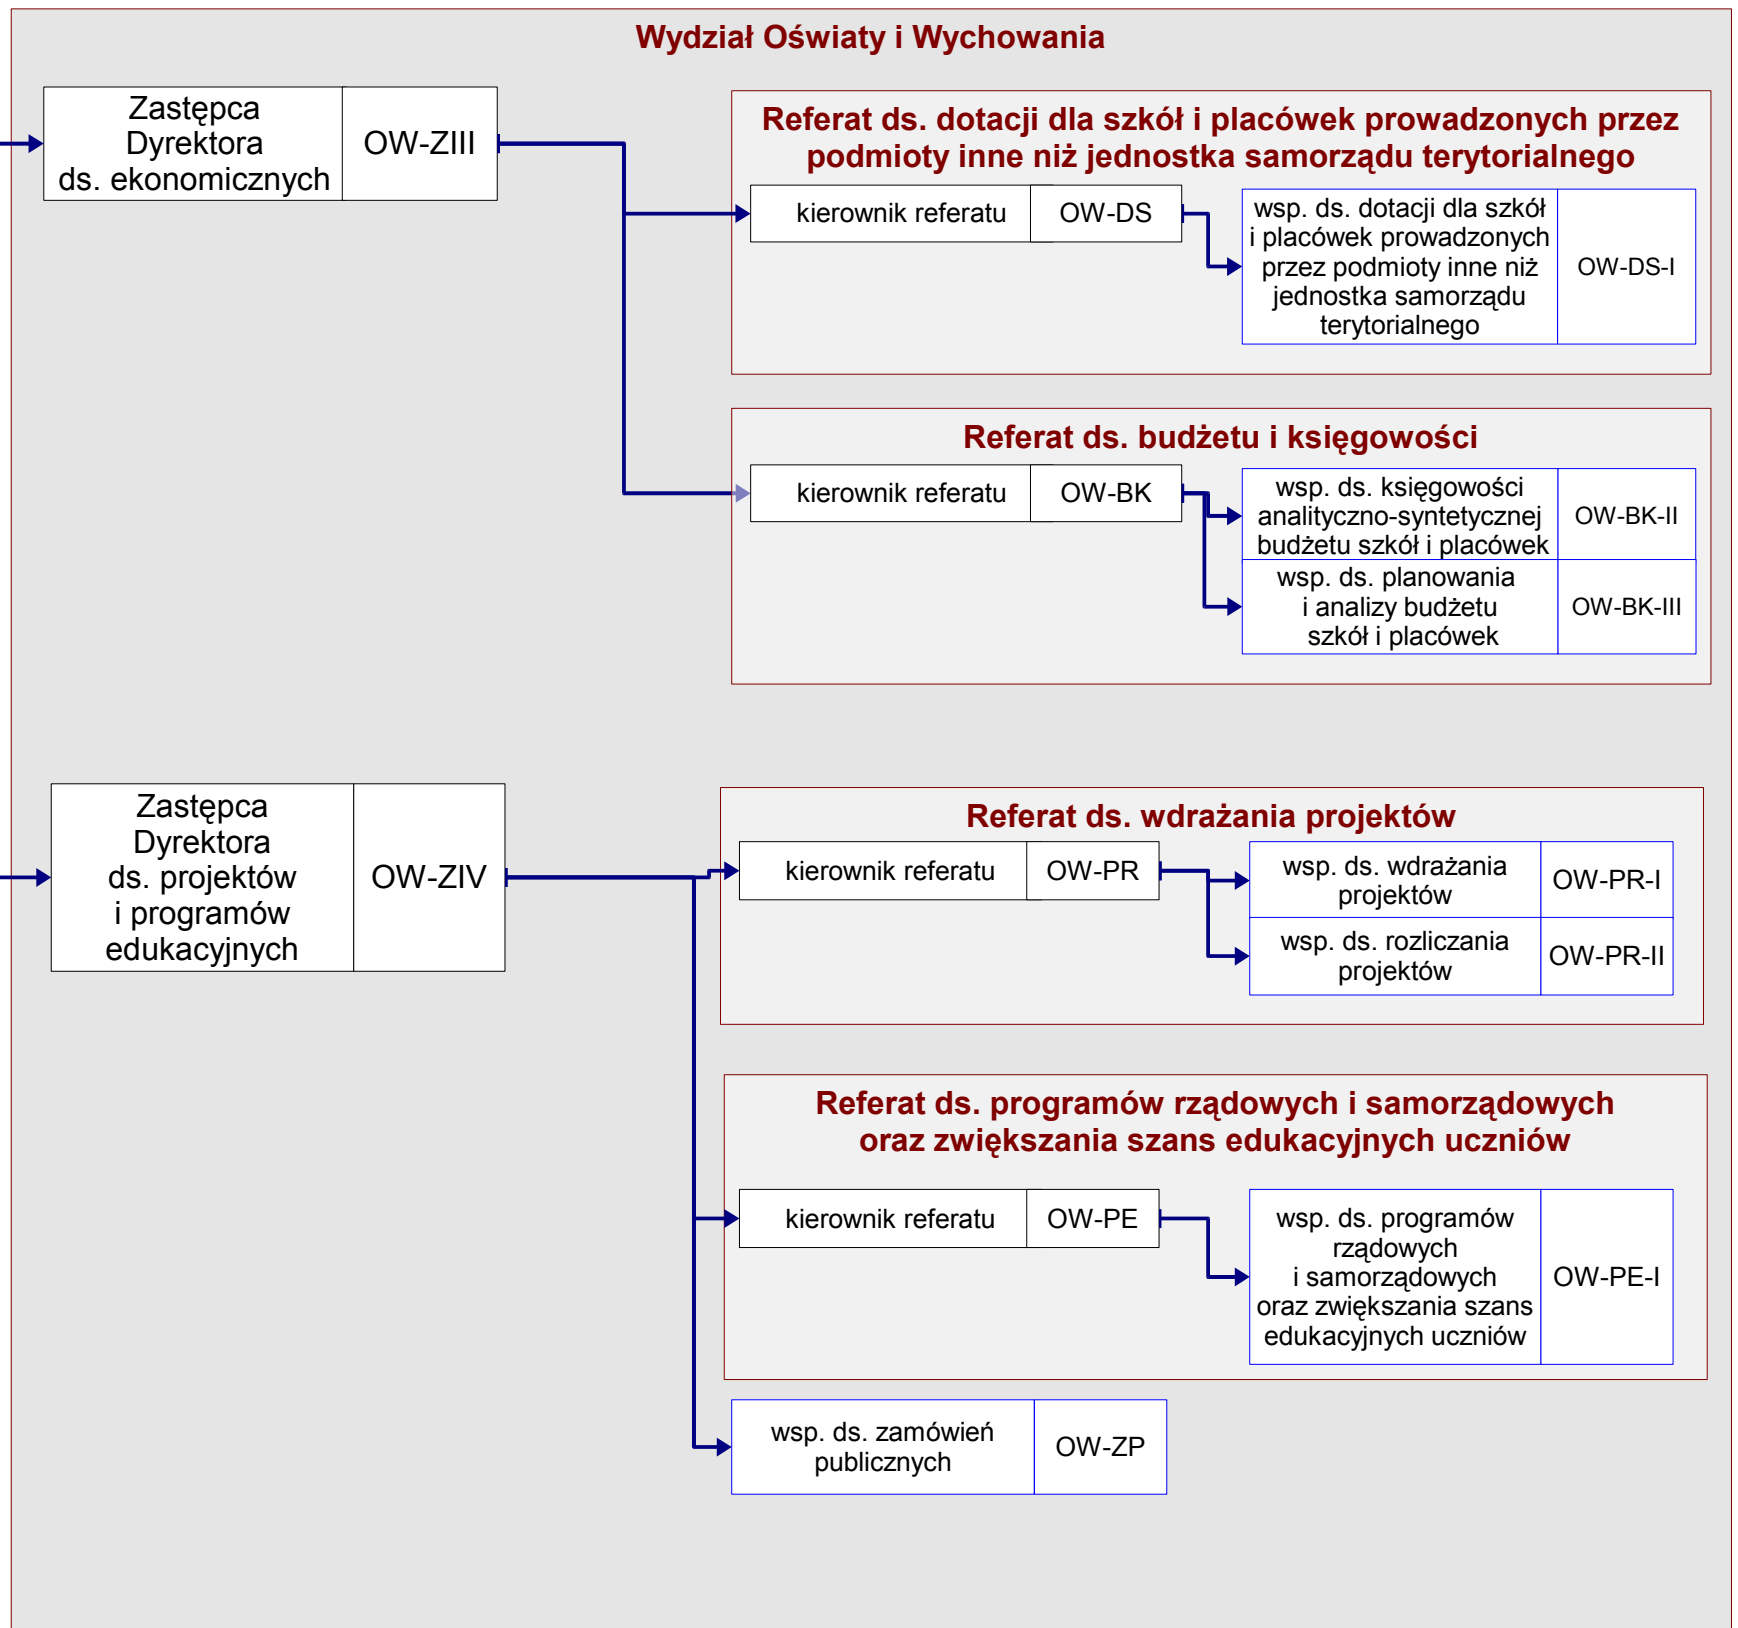 Wydział Oświaty i Wychowania
Zastępca
Dyrektora
ds. ekonomicznych
OW-ZIII
Referat ds. dotacji dla szkół i placówek prowadzonych przez
podmioty inne niż jednostka samorządu terytorialnego
kierownik referatu
OW-DS
wsp. ds. dotacji dla szkół
i placówek prowadzonych
przez podmioty inne niż
jednostka samorządu
terytorialnego
OW-DS-I
Referat ds. budżetu i księgowości
kierownik referatu
OW-BK
wsp. ds. księgowości
analityczno-syntetycznej
budżetu szkół i placówek
OW-BK-II
wsp. ds. planowania
i analizy budżetu
szkół i placówek
OW-BK-III
Zastępca
Dyrektora
ds. projektów
i programów
edukacyjnych
OW-ZIV
Referat ds. wdrażania projektów
kierownik referatu
OW-PR
wsp. ds. wdrażania
projektów
OW-PR-I
wsp. ds. rozliczania
projektów
OW-PR-II
Referat ds. programów rządowych i samorządowych
oraz zwiększania szans edukacyjnych uczniów
kierownik referatu
OW-PE
wsp. ds. programów
rządowych
i samorządowych
oraz zwiększania szans
edukacyjnych uczniów
OW-PE-I
wsp. ds. zamówień
publicznych
OW-ZP